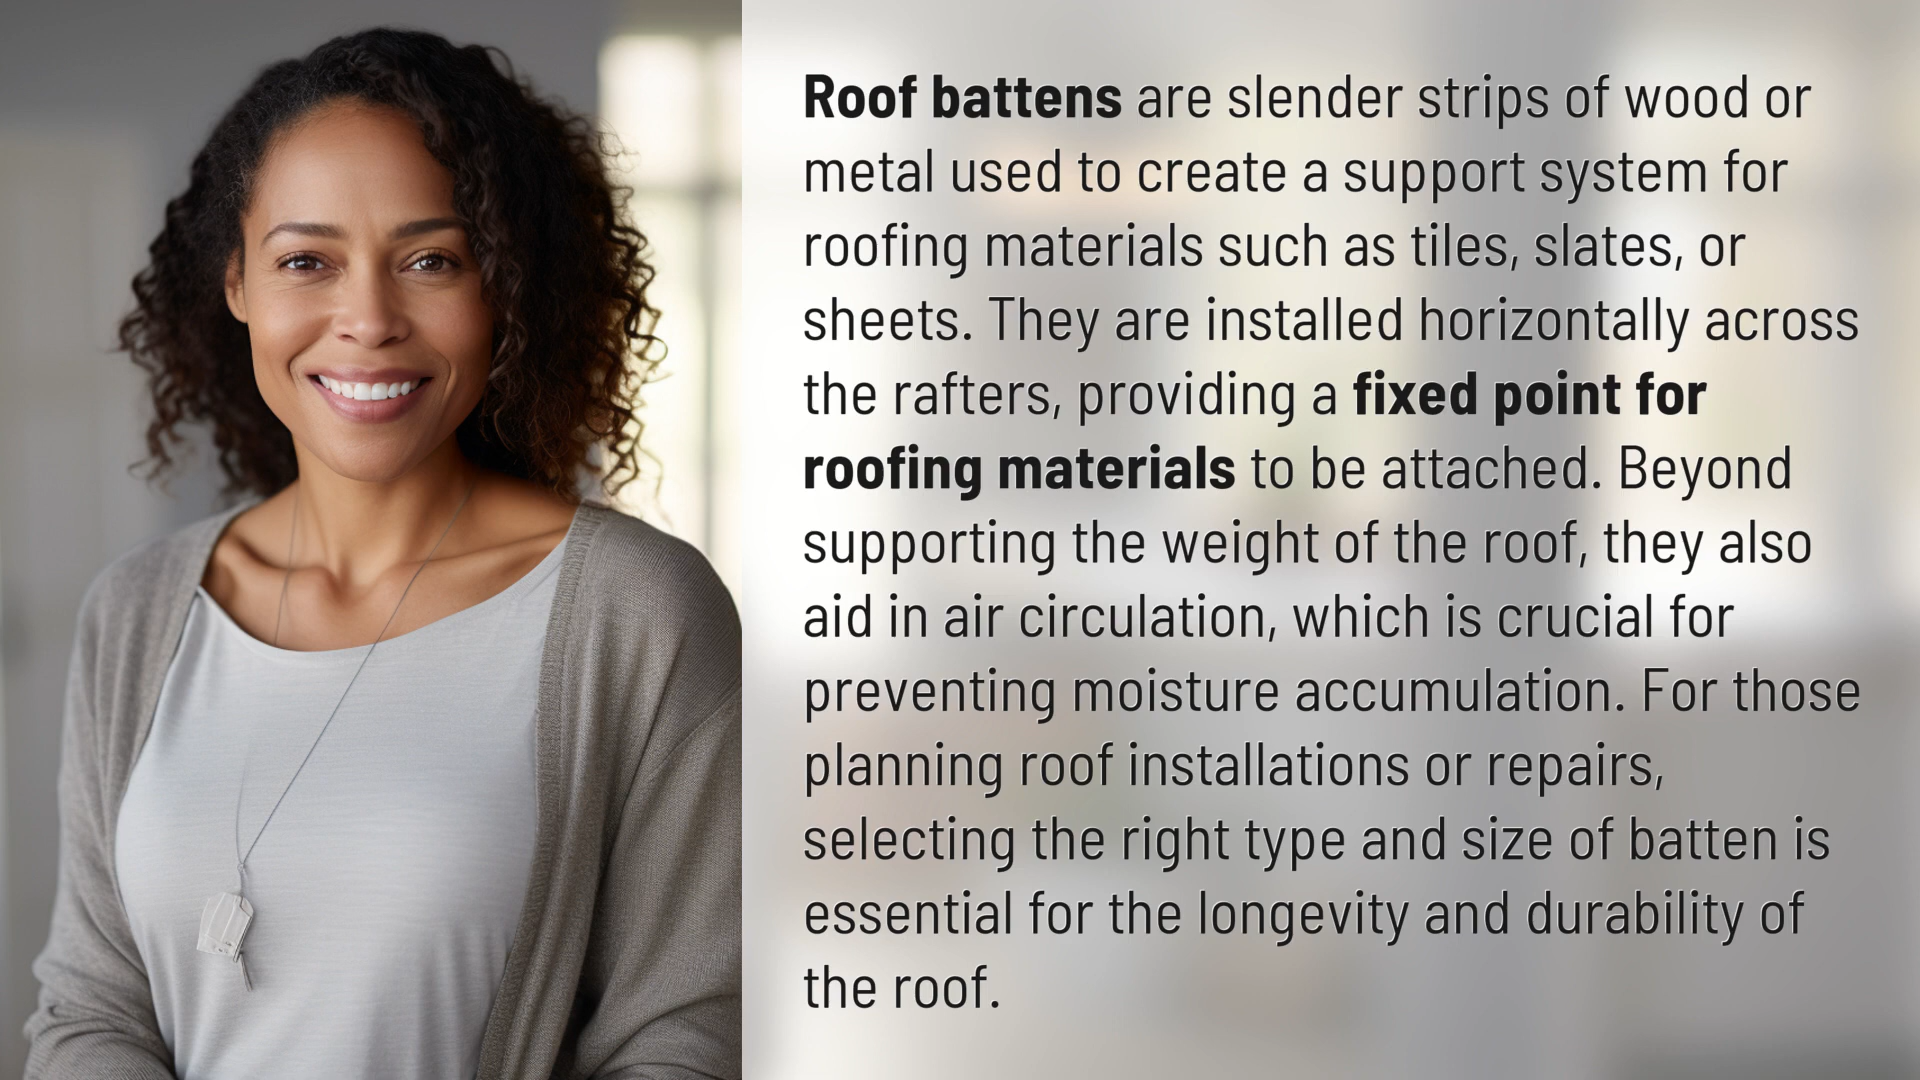 Roof battens are slender strips of wood or
metal used to create a support system for
roofing materials such as tiles, slates, or
sheets. They are installed horizontally across
the rafters, providing a fixed point for
roofing materials to be attached. Beyond
supporting the weight of the roof, they also
aid in air circulation, which is crucial for
preventing moisture accumulation. For those
planning roof installations or repairs,
selecting the right type and size of batten is
essential for the longevity and durability of
the roof.